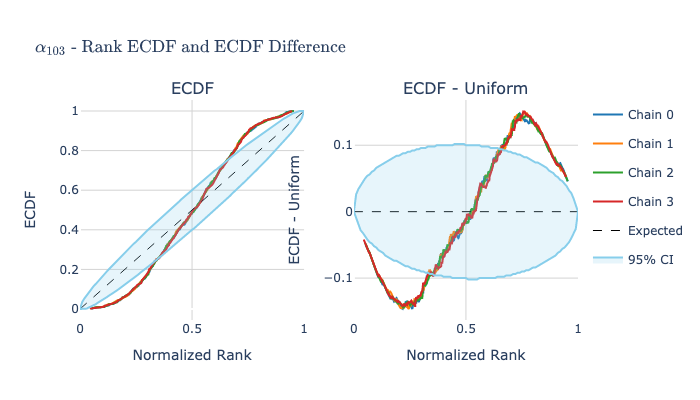 α₁₀₃ - Rank ECDF and ECDF Difference
ECDF
ECDF - Uniform
ECDF
1
0.8
0.6
0.4
0.2
0
0
0.5
1
Normalized Rank
ECDF - Uniform
0.1
0
−0.1
0
0.5
1
Normalized Rank
Chain 0
Chain 1
Chain 2
Chain 3
Expected
95% CI